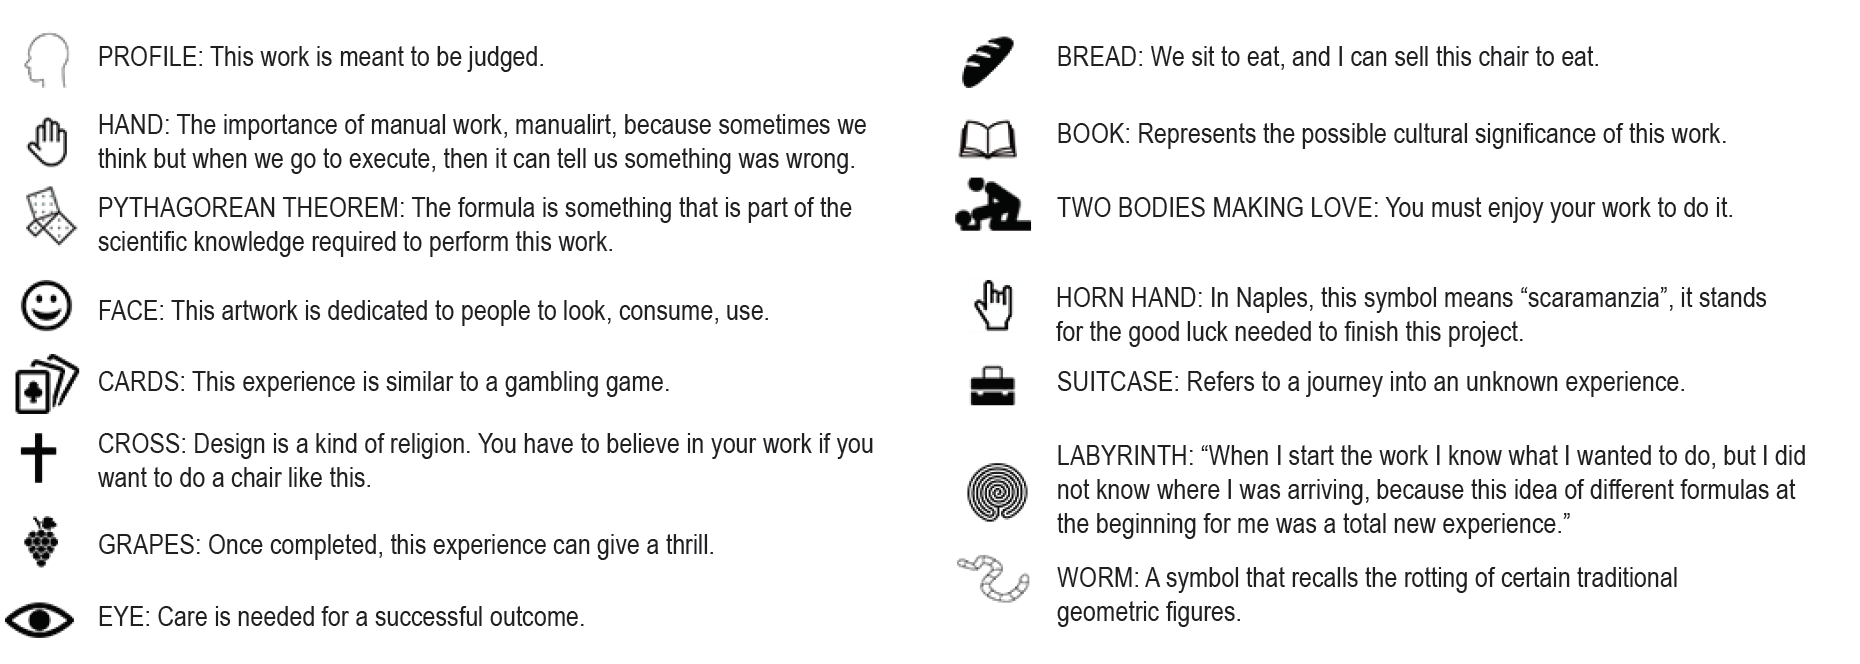 PROFILE: This work is meant to be judged.
HAND: The importance of manual work, manualirt, because sometimes we
think but when we go to execute, then it can tell us something was wrong.
PYTHAGOREAN THEOREM: The formula is something that is part of the
scientific knowledge required to perform this work.
FACE: This artwork is dedicated to people to look, consume, use.
CARDS: This experience is similar to a gambling game.
CROSS: Design is a kind of religion. You have to believe in your work if you
want to do a chair like this.
GRAPES: Once completed, this experience can give a thrill.
EYE: Care is needed for a successful outcome.
BREAD: We sit to eat, and I can sell this chair to eat.
BOOK: Represents the possible cultural significance of this work.
TWO BODIES MAKING LOVE: You must enjoy your work to do it.
HORN HAND: In Naples, this symbol means “scaramanzia”, it stands
for the good luck needed to finish this project.
SUITCASE: Refers to a journey into an unknown experience.
LABYRINTH: “When I start the work I know what I wanted to do, but I did
not know where I was arriving, because this idea of different formulas at
the beginning for me was a total new experience.”
WORM: A symbol that recalls the rotting of certain traditional
geometric figures.